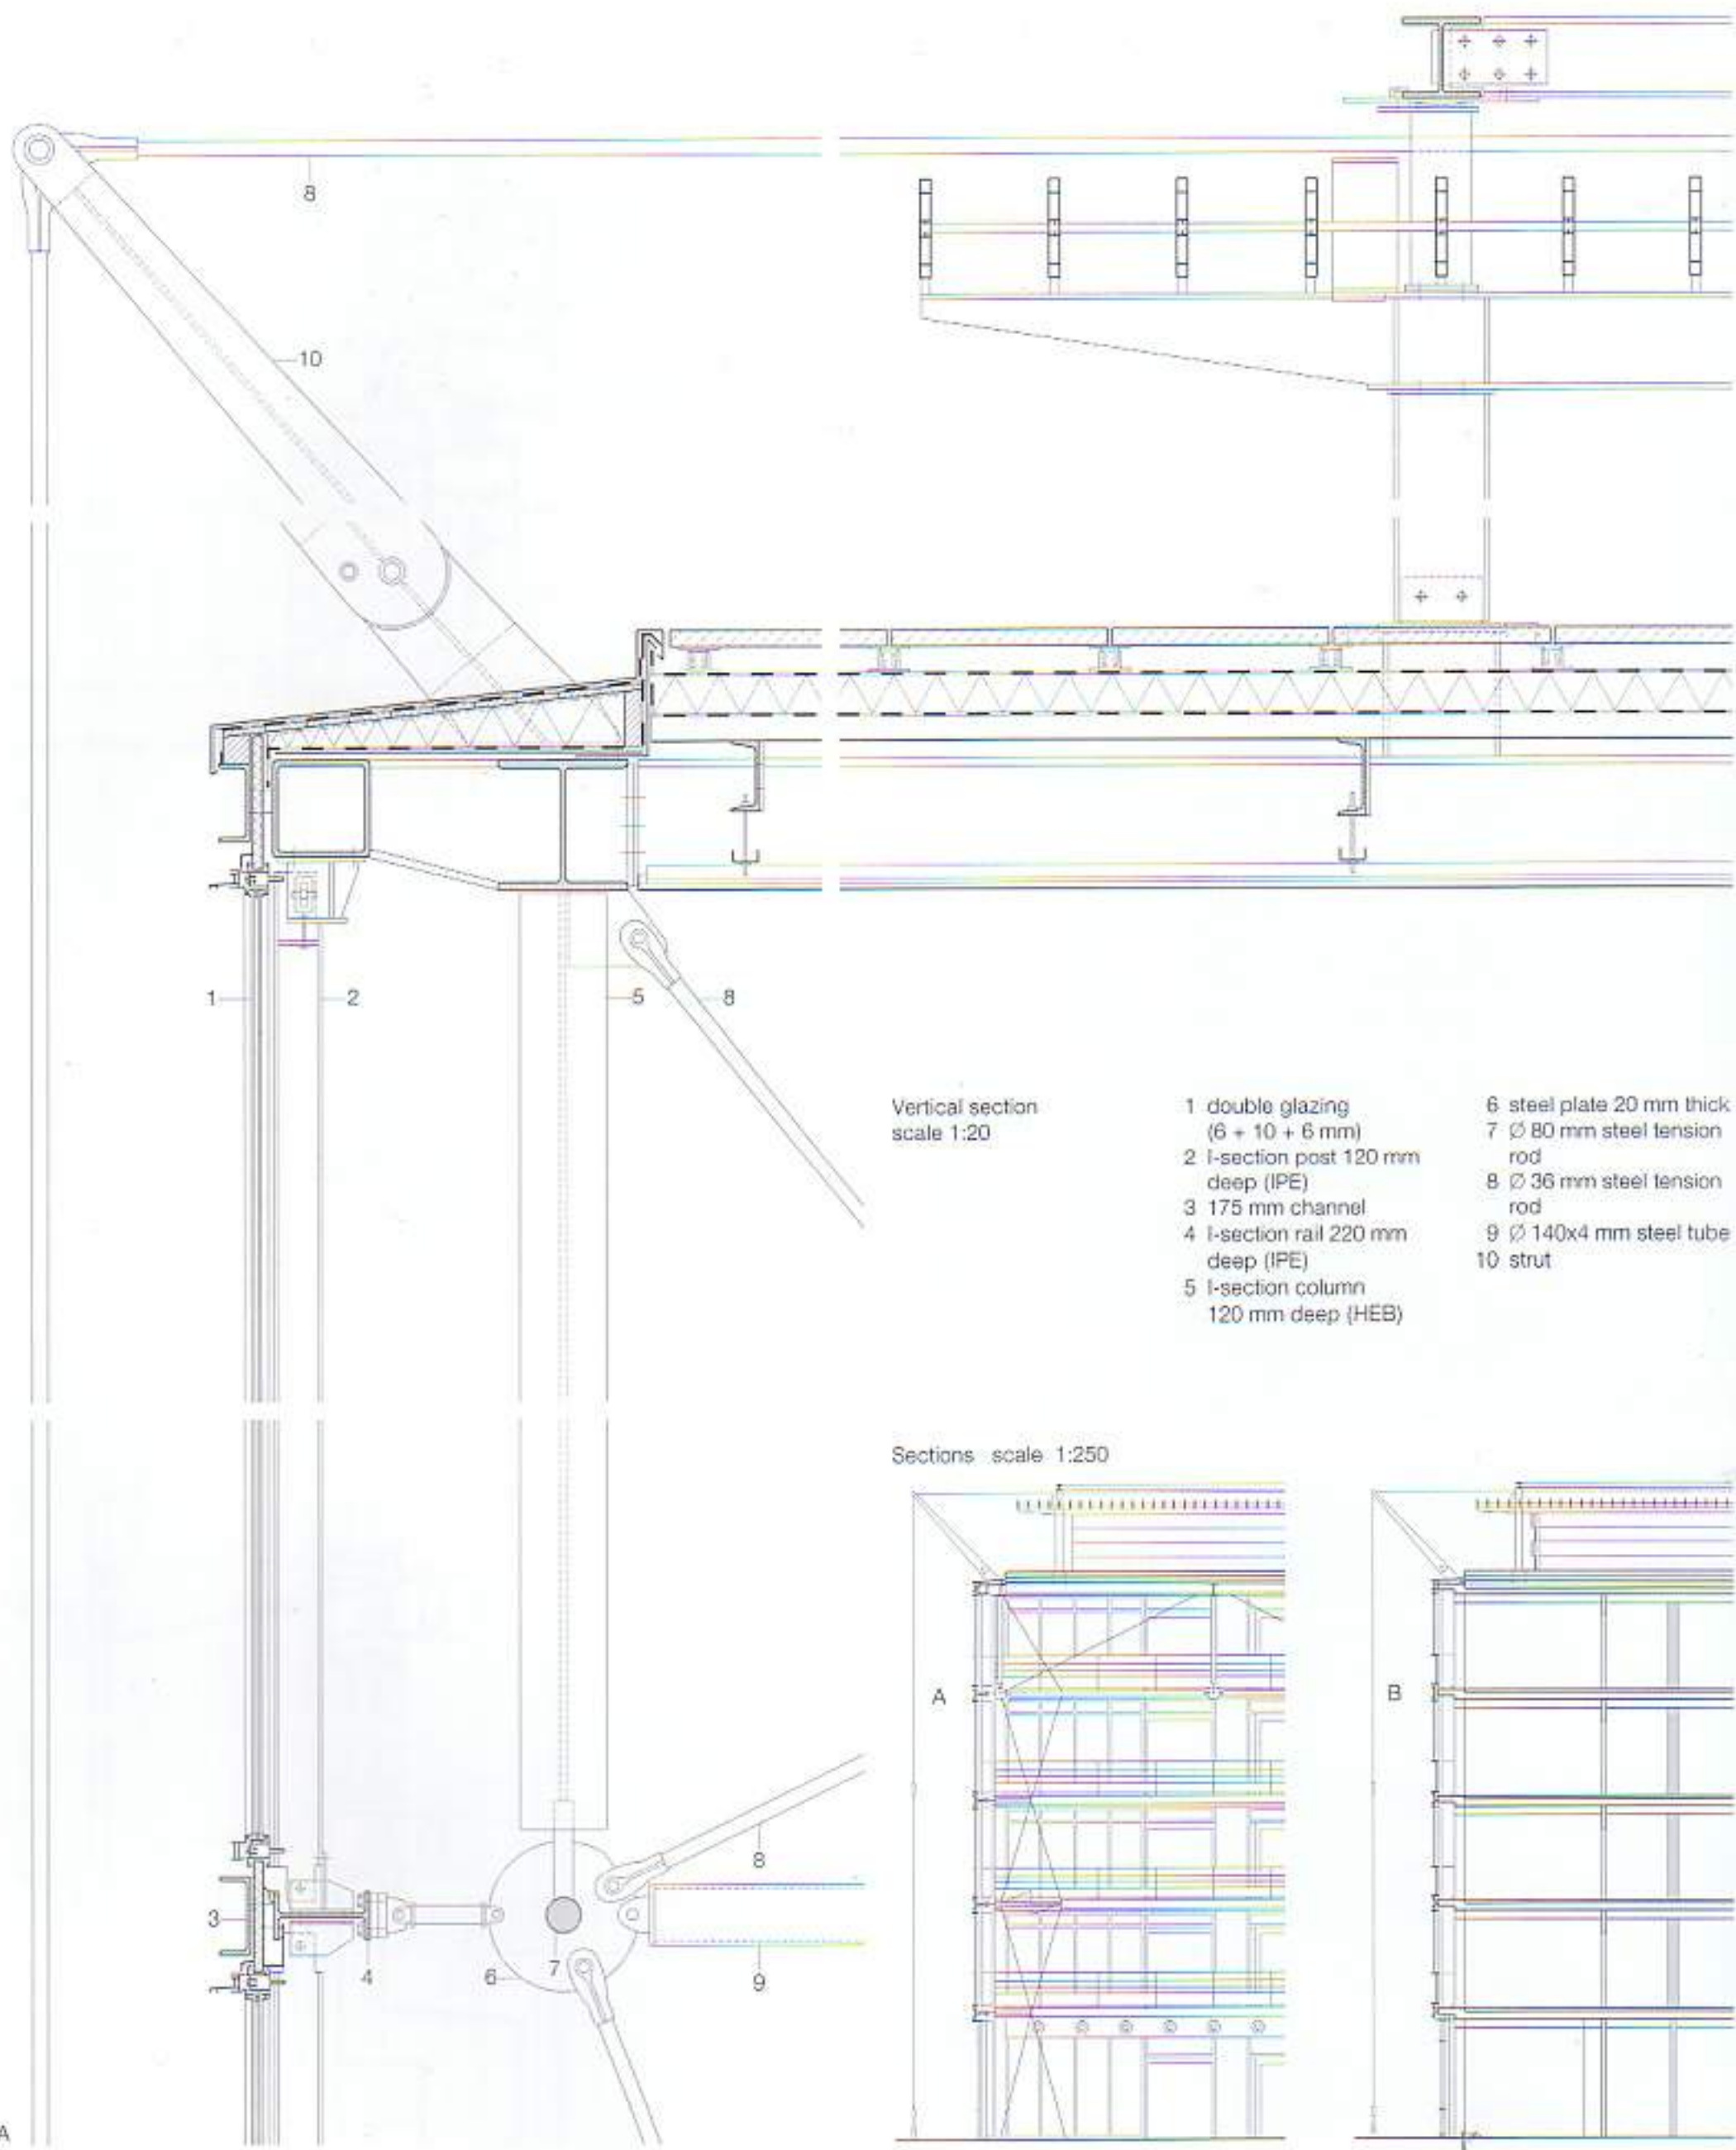 8
10
1
2
5
8
Vertical section
scale 1:20
1 double glazing
(6 + 10 + 6 mm)
2 I-section post 120 mm
deep (IPE)
3 175 mm channel
4 I-section rail 220 mm
deep (IPE)
5 I-section column
120 mm deep (HEB)
6 steel plate 20 mm thick
7 ∅ 80 mm steel tension
rod
8 ∅ 36 mm steel tension
rod
9 ∅ 140x4 mm steel tube
10 strut
Sections scale 1:250
A
B
8
3
4
6
7
9
A